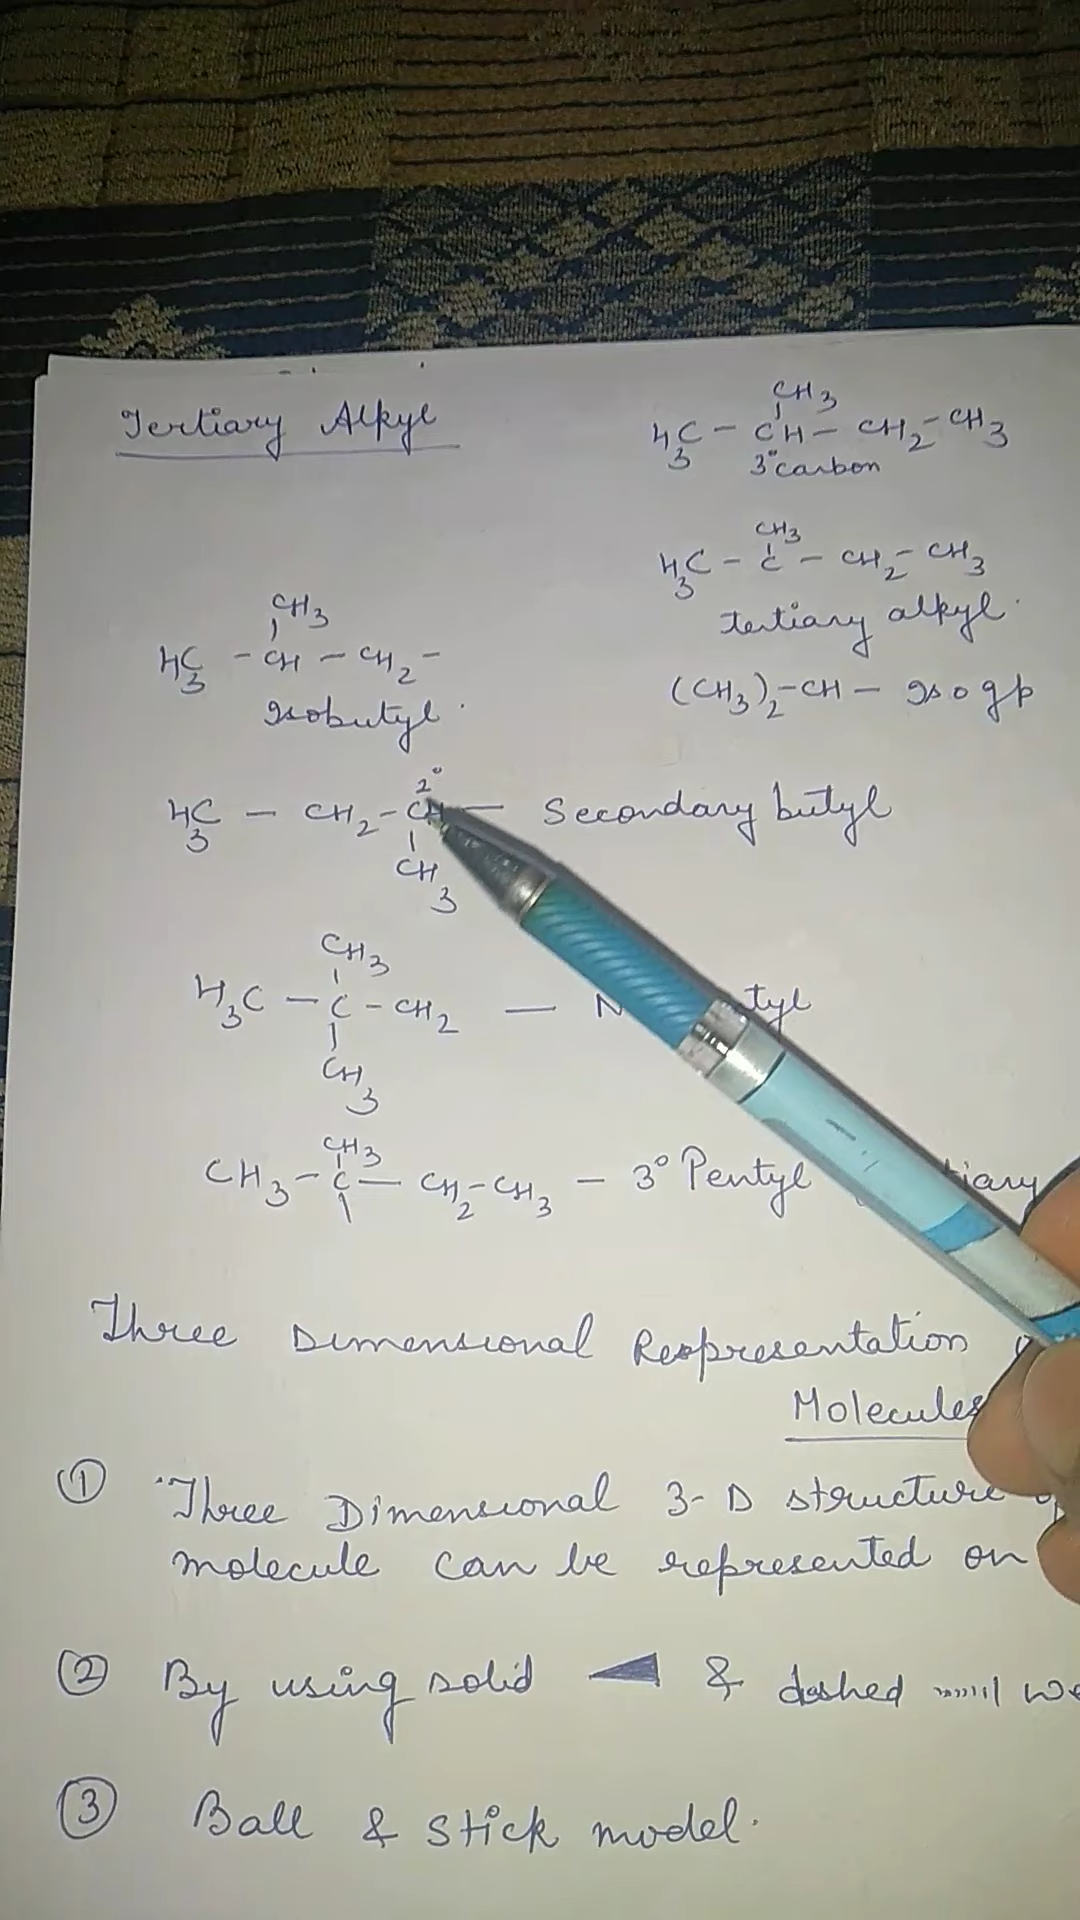 Tertiary Alkyl
CH3
H3C - CH - CH2 - CH3
3° carbon
CH3
H3C - C - CH2 - CH3
tertiary alkyl
(CH3)2 - CH - Iso gp
CH3
H3C - CH - CH2 -
Isobutyl
2°
H3C - CH2 - CH — Secondary butyl
CH3
CH3
H3C - C - CH2 —
CH3
CH3
CH3 - C — CH2 - CH3 - 3° Pentyl
Three Dimensional Respresentation
Molecules
① Three Dimensional 3-D structure
molecule can be represented on
② By using solid & dashed
③ Ball & stick model.